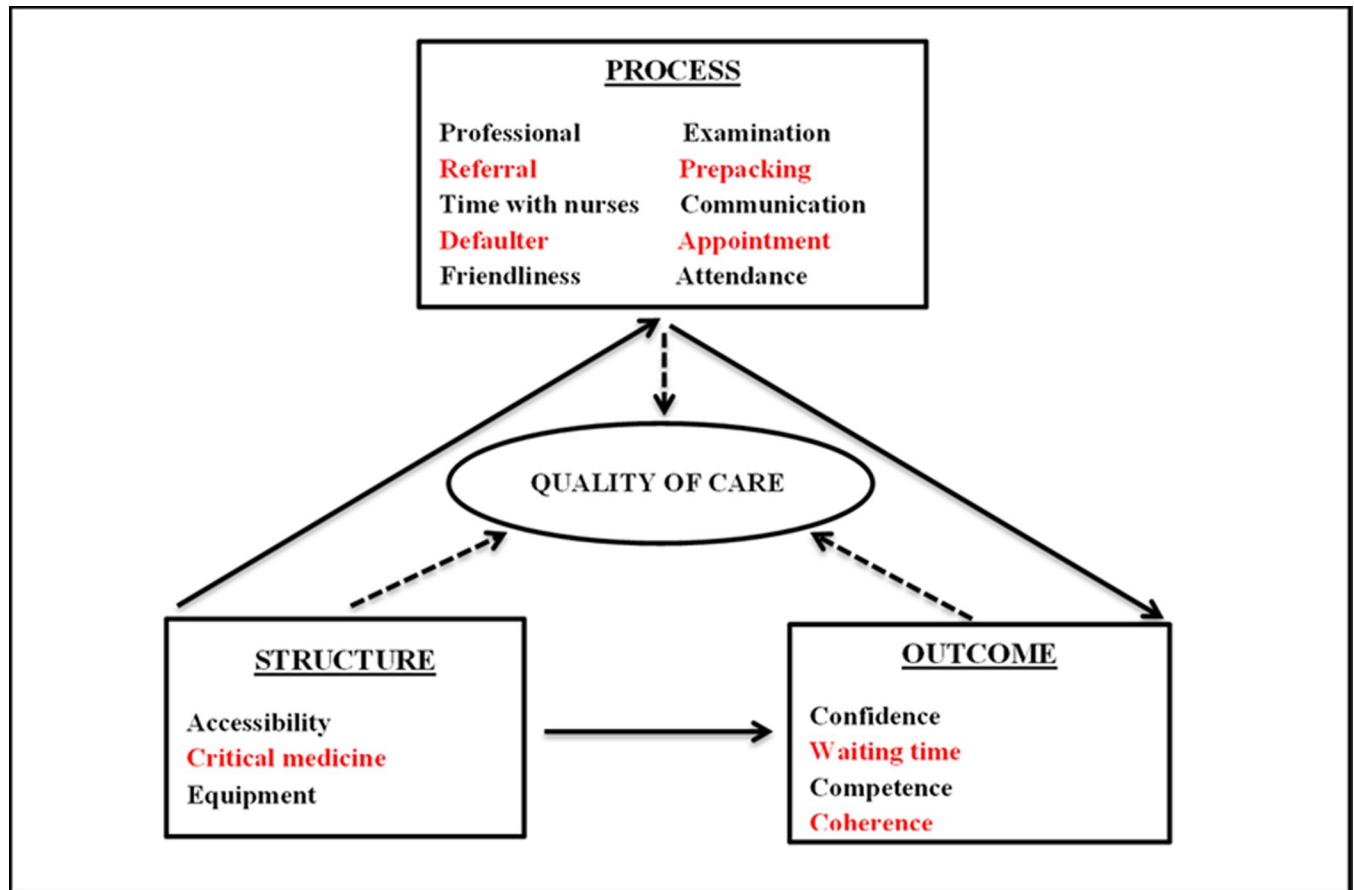 PROCESS
Professional Examination
Referral Prepacking
Time with nurses Communication
Defaulter Appointment
Friendliness Attendance
QUALITY OF CARE
STRUCTURE
Accessibility
Critical medicine
Equipment
OUTCOME
Confidence
Waiting time
Competence
Coherence